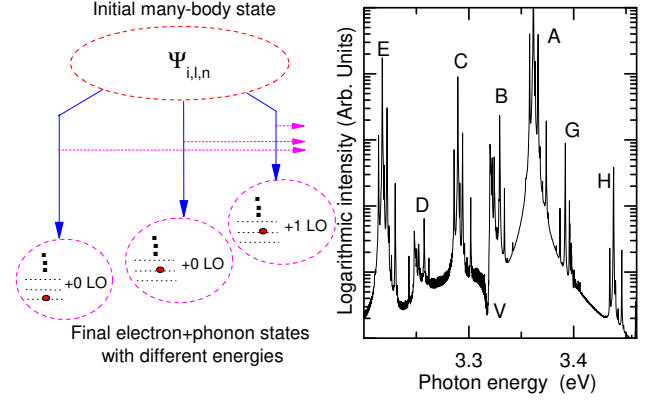 Initial many-body state
Ψi,l,n
+1 LO
+0 LO
+0 LO
Final electron+phonon states
with different energies
Logarithmic intensity (Arb. Units)
A
E
C
B
G
H
D
V
3.3
3.4
Photon energy (eV)